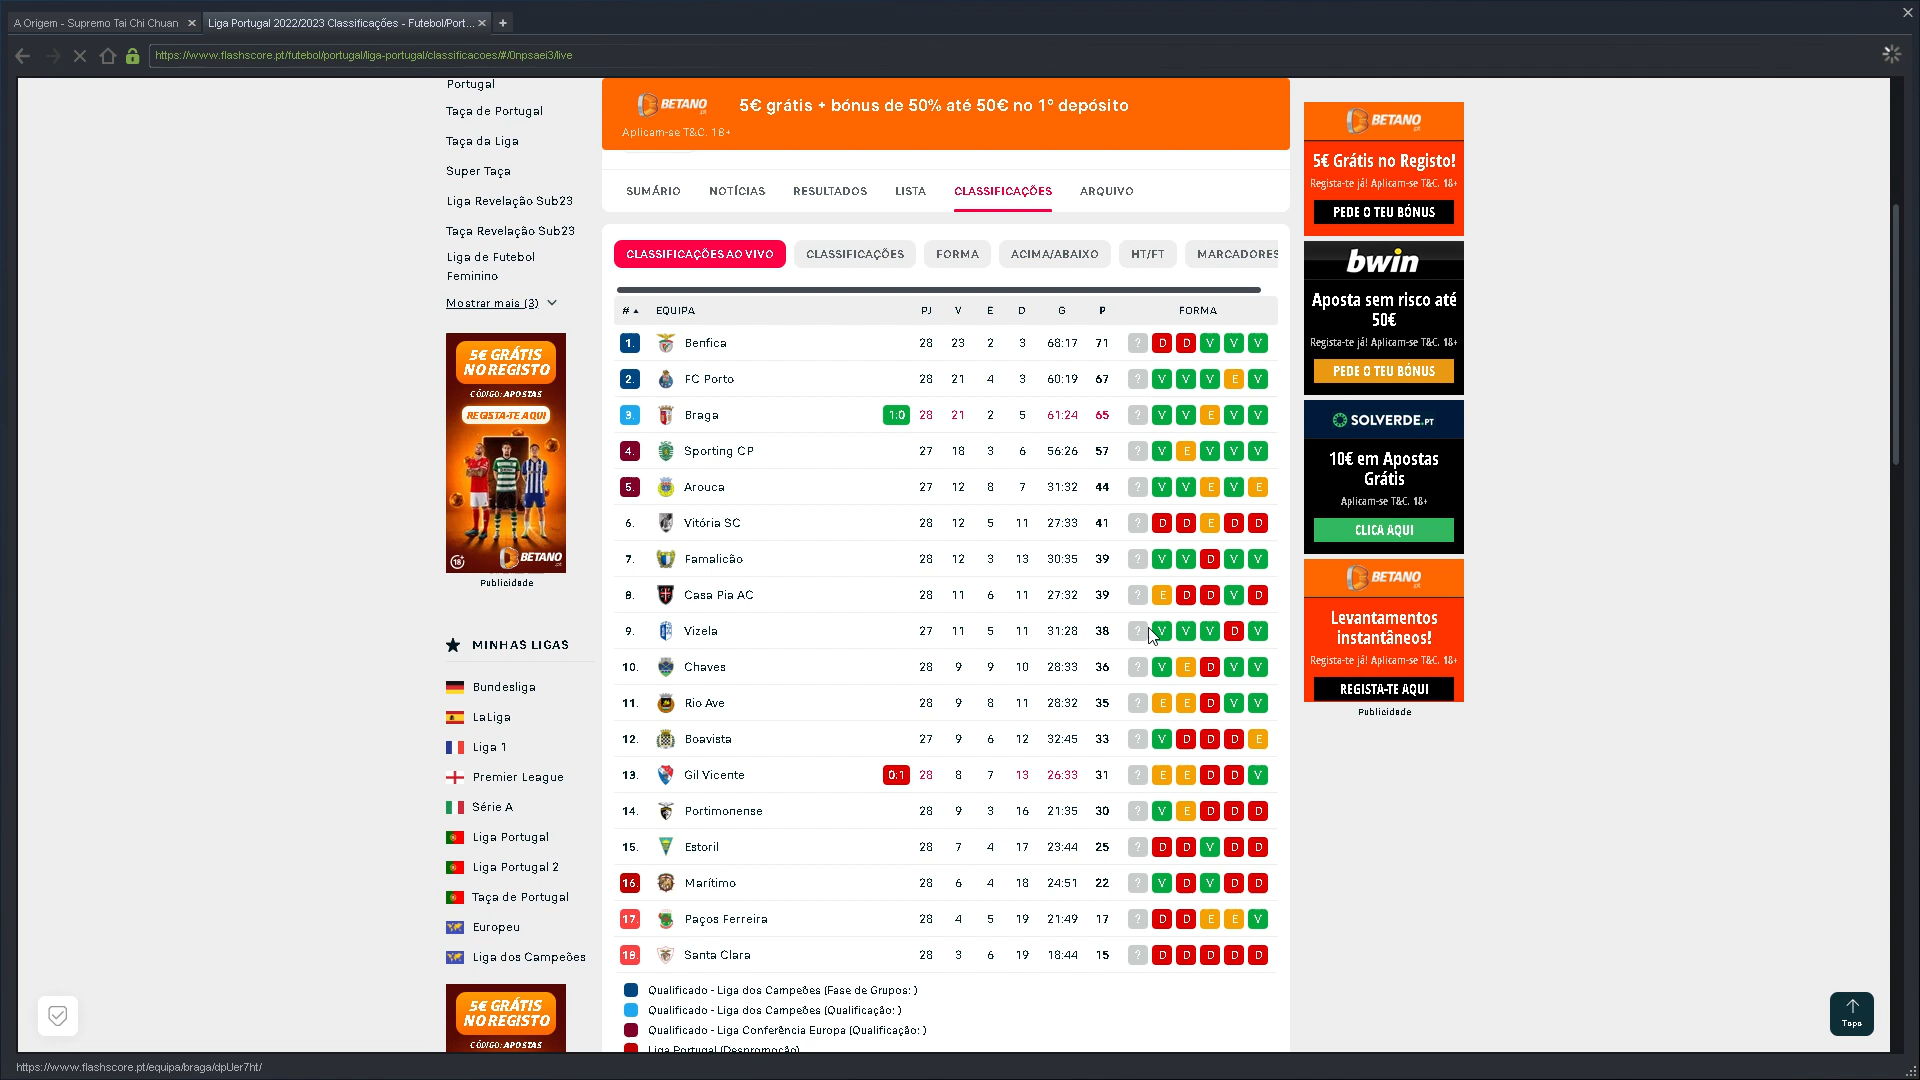 A Origem - Supremo Tai Chi Chuan
Liga Portugal 2022/2023 Classificações - Futebol/Port...
https://www.flashscore.pt/futebol/portugal/liga-portugal/classificacoes/#/0npsaei3/live
Portugal
Taça de Portugal
Taça da Liga
Super Taça
Liga Revelação Sub23
Taça Revelação Sub23
Liga de Futebol
Feminino
Mostrar mais (3)
5€ GRÁTIS
NO REGISTO
CÓDIGO: APOSTAS
REGISTA-TE AQUI
18+
BETANO.pt
Publicidade
MINHAS LIGAS
Bundesliga
LaLiga
Ligue 1
Premier League
Série A
Liga Portugal
Liga Portugal 2
Taça de Portugal
Europeu
Liga dos Campeões
5€ GRÁTIS
NO REGISTO
CÓDIGO: APOSTAS
BETANO.pt
5€ grátis + bónus de 50% até 50€ no 1º depósito
Aplicam-se T&C. 18+
SUMÁRIO NOTÍCIAS RESULTADOS LISTA CLASSIFICAÇÕES ARQUIVO
CLASSIFICAÇÕES AO VIVO CLASSIFICAÇÕES FORMA ACIMA/ABAIXO HT/FT MARCADORES
# EQUIPA PJ V E D G P FORMA
1. Benfica 28 23 2 3 68:17 71 ? D D V V V
2. FC Porto 28 21 4 3 60:19 67 ? V V V E V
3. Braga 1:0 28 21 2 5 61:24 65 ? V V E V V
4. Sporting CP 27 18 3 6 56:26 57 ? V E V V V
5. Arouca 27 12 8 7 31:32 44 ? V V E V E
6. Vitória SC 28 12 5 11 27:33 41 ? D D E D D
7. Famalicão 28 12 3 13 30:35 39 ? V V D V V
8. Casa Pia AC 28 11 6 11 27:32 39 ? E D D V D
9. Vizela 27 11 5 11 31:28 38 ? V V V D V
10. Chaves 28 9 9 10 28:33 36 ? V E D V V
11. Rio Ave 28 9 8 11 28:32 35 ? E E D V V
12. Boavista 27 9 6 12 32:45 33 ? V D D D E
13. Gil Vicente 0:1 28 8 7 13 26:33 31 ? E E D D V
14. Portimonense 28 9 3 16 21:35 30 ? V E D D D
15. Estoril 28 7 4 17 23:44 25 ? D D V D D
16. Marítimo 28 6 4 18 24:51 22 ? V D V D D
17. Paços Ferreira 28 4 5 19 21:49 17 ? D D E E V
18. Santa Clara 28 3 6 19 18:44 15 ? D D D D D
Qualificado - Liga dos Campeões (Fase de Grupos: )
Qualificado - Liga dos Campeões (Qualificação: )
Qualificado - Liga Conferência Europa (Qualificação: )
Liga Portugal (Despromoção)
BETANO.pt
5€ Grátis no Registo!
Regista-te já! Aplicam-se T&C. 18+
PEDE O TEU BÓNUS
bwin
Aposta sem risco até
50€
Regista-te já! Aplicam-se T&C. 18+
PEDE O TEU BÓNUS
SOLVERDE.PT
10€ em Apostas
Grátis
Aplicam-se T&C. 18+
CLICA AQUI
BETANO.pt
Levantamentos
instantâneos!
Regista-te já! Aplicam-se T&C. 18+
REGISTA-TE AQUI
Publicidade
Topo
https://www.flashscore.pt/equipa/braga/dpUer7ht/